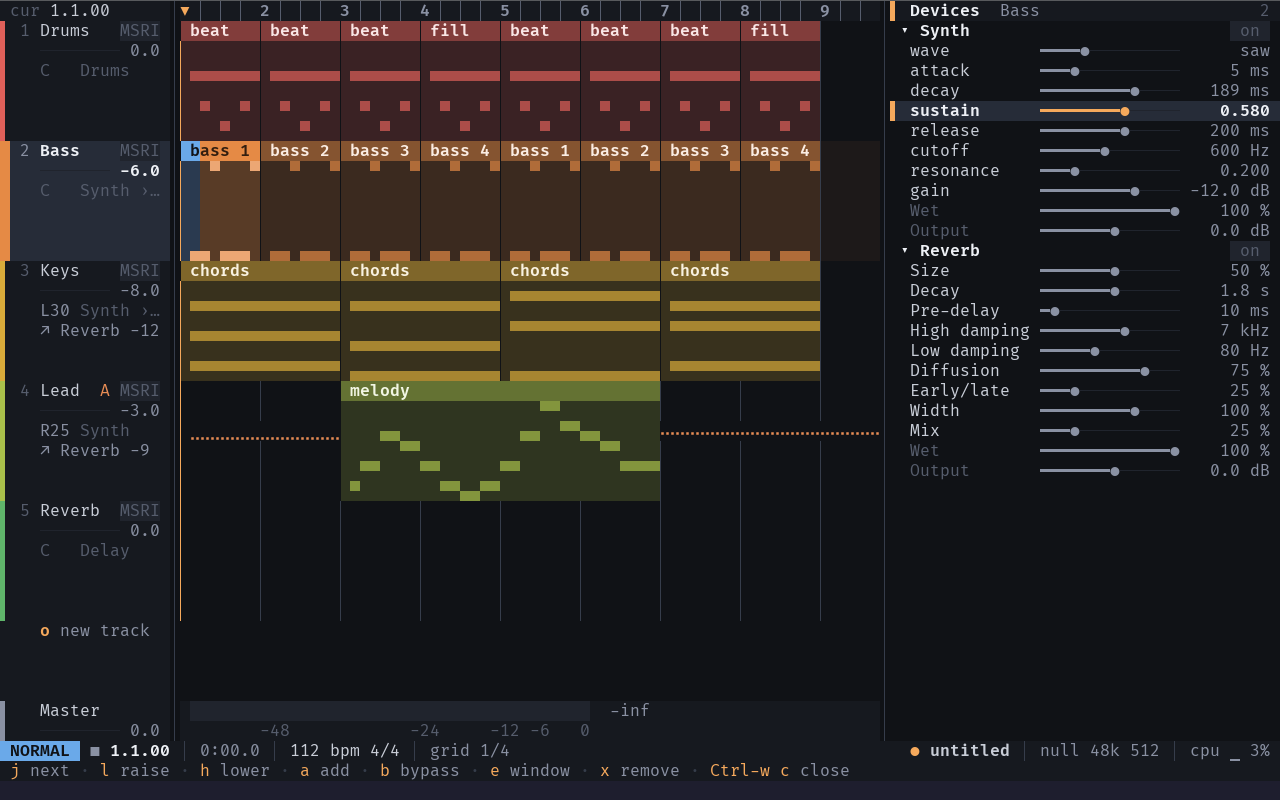 cur 1.1.00 ▼ 2 3 4 5 6 7 8 9 Devices Bass 2
1 Drums MSRI beat beat beat fill beat beat beat fill ▾ Synth on
0.0 wave saw
C Drums attack 5 ms
decay 189 ms
sustain 0.580
release 200 ms
2 Bass MSRI bass 1 bass 2 bass 3 bass 4 bass 1 bass 2 bass 3 bass 4 cutoff 600 Hz
-6.0 resonance 0.200
C Synth ›… gain -12.0 dB
Wet 100 %
Output 0.0 dB
▾ Reverb on
3 Keys MSRI chords chords chords chords Size 50 %
-8.0 Decay 1.8 s
L30 Synth ›… Pre-delay 10 ms
↗ Reverb -12 High damping 7 kHz
Low damping 80 Hz
Diffusion 75 %
4 Lead A MSRI melody Early/late 25 %
-3.0 Width 100 %
R25 Synth Mix 25 %
↗ Reverb -9 Wet 100 %
Output 0.0 dB
5 Reverb MSRI
0.0
C Delay
o new track
Master -inf
0.0 -48 -24 -12 -6 0
NORMAL ■ 1.1.00 0:00.0 112 bpm 4/4 grid 1/4 ● untitled null 48k 512 cpu _ 3%
j next · l raise · h lower · a add · b bypass · e window · x remove · Ctrl-w c close